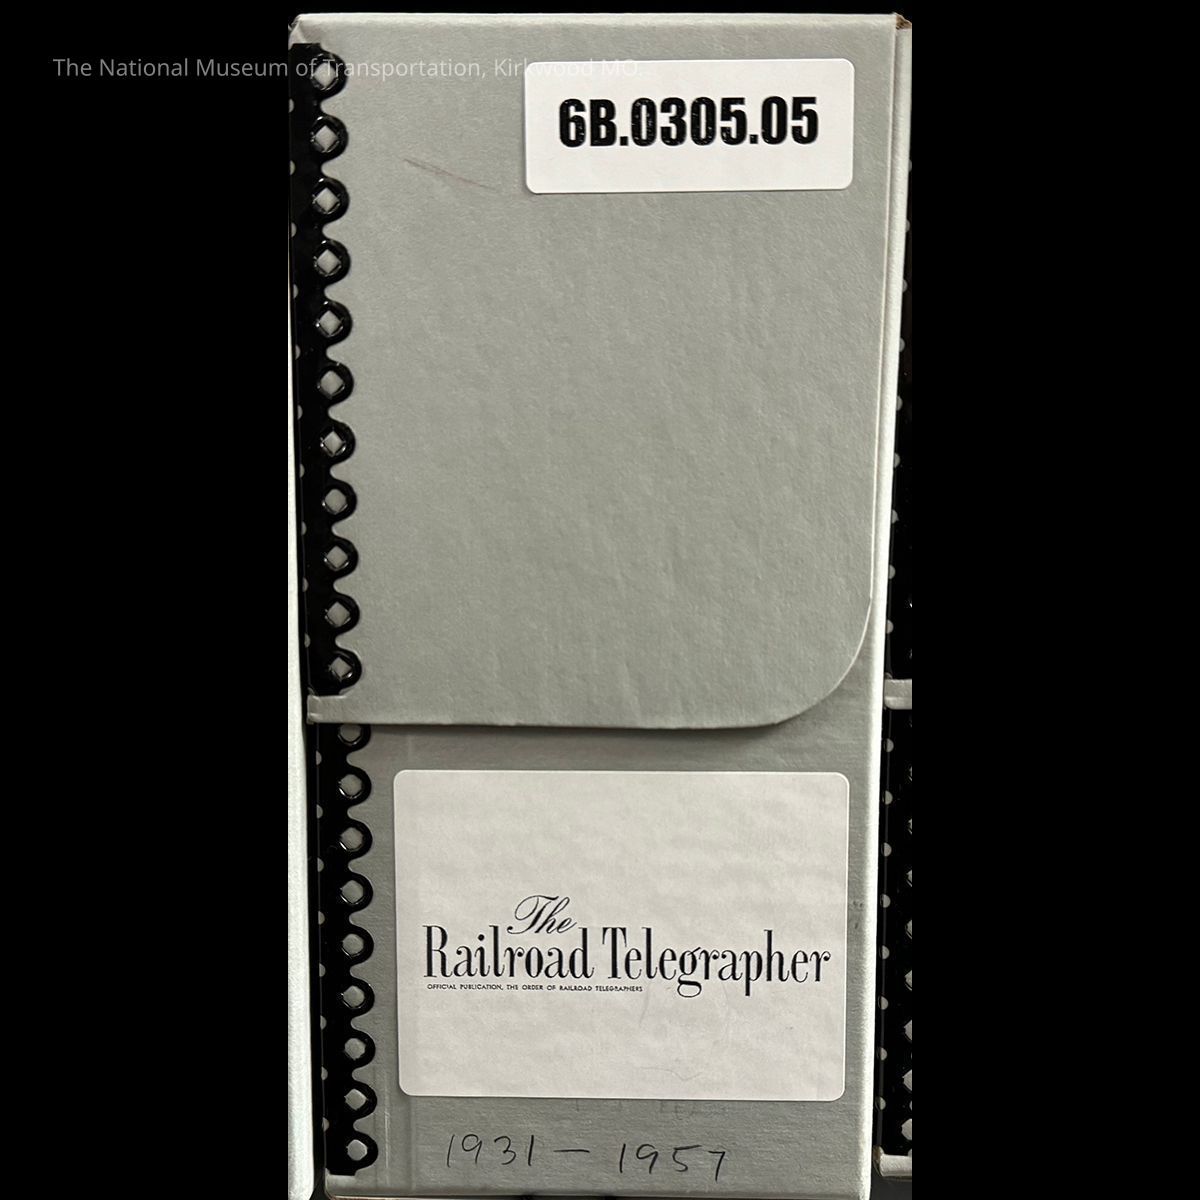 The National Museum of Transportation, Kirkwood MO.
6B.0305.05
The
Railroad Telegrapher
OFFICIAL PUBLICATION, THE ORDER OF RAILROAD TELEGRAPHERS
1931 — 1957